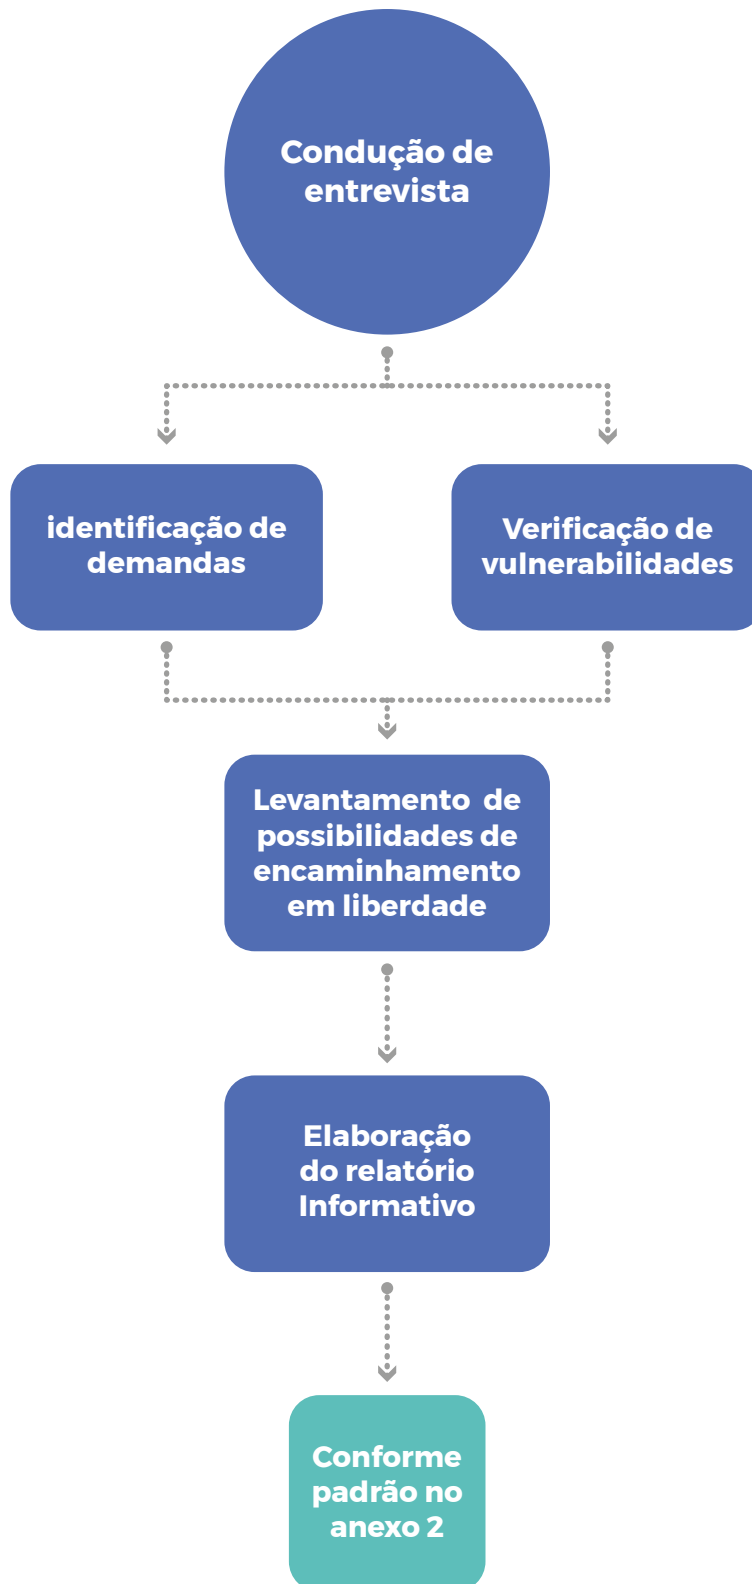 Condução de
entrevista
identificação de
demandas
Verificação de
vulnerabilidades
Levantamento de
possibilidades de
encaminhamento
em liberdade
Elaboração
do relatório
Informativo
Conforme
padrão no
anexo 2